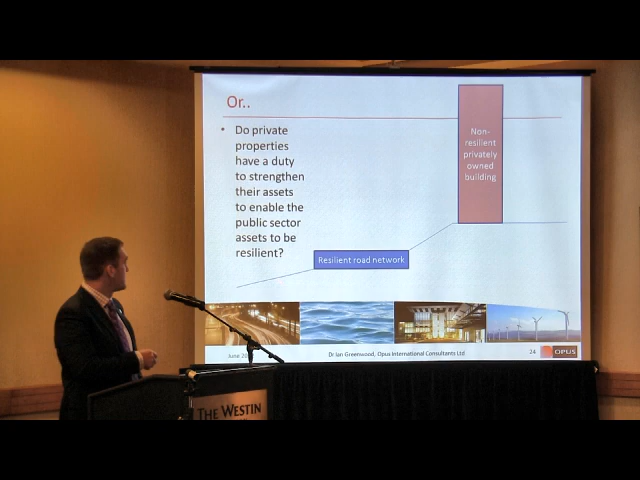 Or..
• Do private
properties
have a duty
to strengthen
their assets
to enable the
public sector
assets to be
resilient?
Non-
resilient
privately
owned
building
Resilient road network
June
Dr Ian Greenwood, Opus International Consultants Ltd
24
OPUS
THE WESTIN